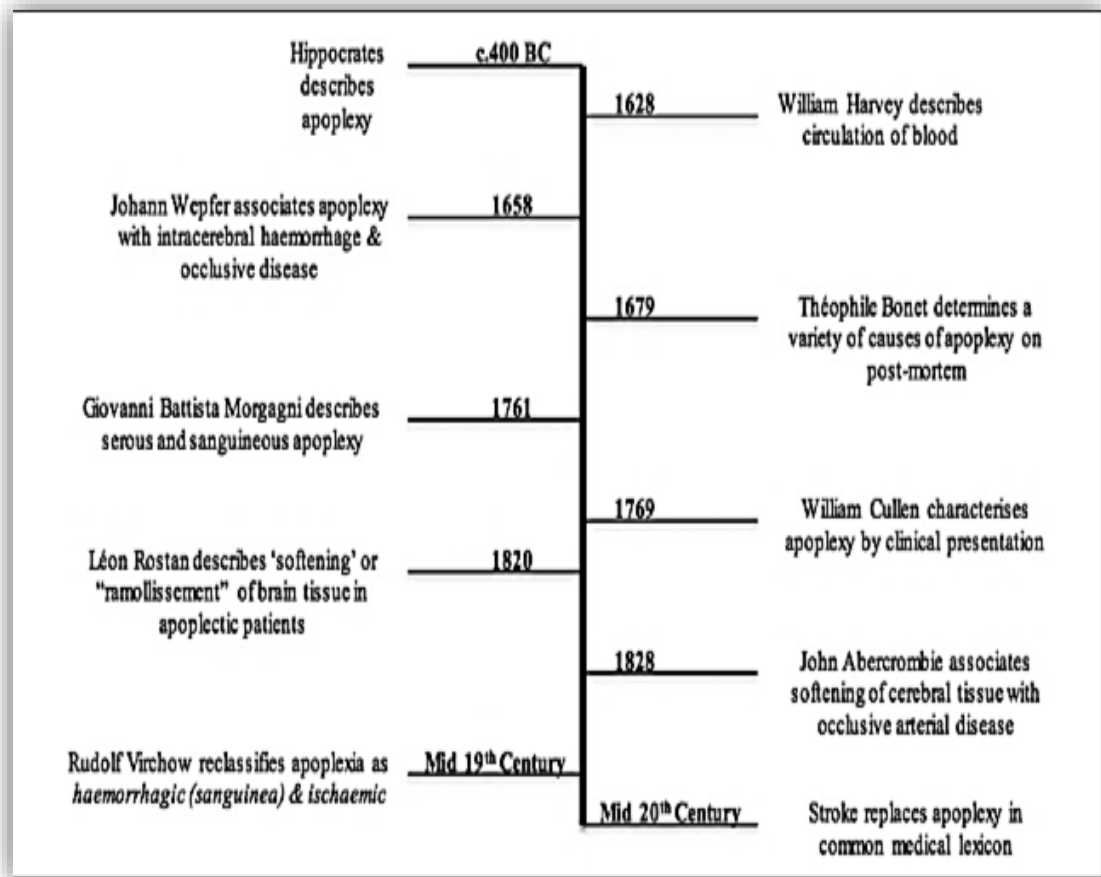 Hippocrates
describes
apoplexy
c.400 BC
1628
William Harvey describes
circulation of blood
Johann Wepfer associates apoplexy
with intracerebral haemorrhage &
occlusive disease
1658
1679
Théophile Bonet determines a
variety of causes of apoplexy on
post-mortem
Giovanni Battista Morgagni describes
serous and sanguineous apoplexy
1761
1769
William Cullen characterises
apoplexy by clinical presentation
Léon Rostan describes ‘softening’ or
“ramollissement” of brain tissue in
apoplectic patients
1820
1828
John Abercrombie associates
softening of cerebral tissue with
occlusive arterial disease
Rudolf Virchow reclassifies apoplexia as
haemorrhagic (sanguinea) & ischaemic
Mid 19th Century
Mid 20th Century
Stroke replaces apoplexy in
common medical lexicon